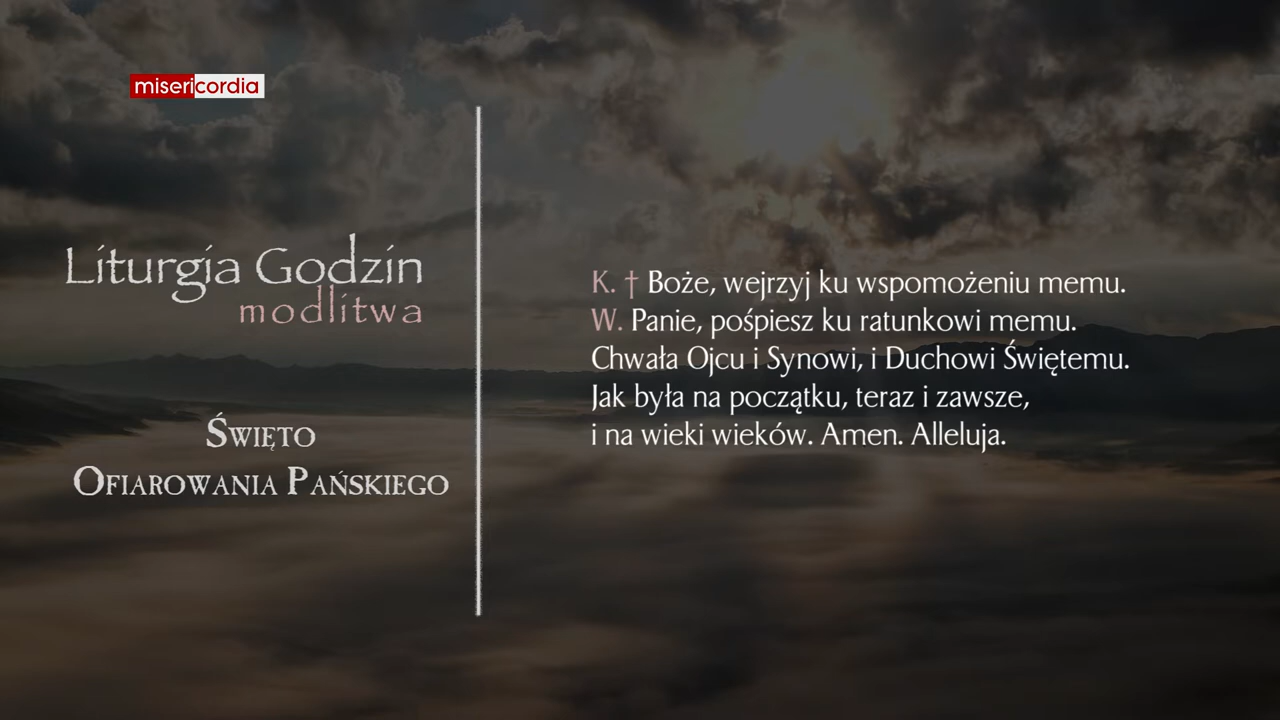 misericordia
Liturgia Godzin
modlitwa
Święto
Ofiarowania Pańskiego
K. † Boże, wejrzyj ku wspomożeniu memu.
W. Panie, pośpiesz ku ratunkowi memu.
Chwała Ojcu i Synowi, i Duchowi Świętemu.
Jak była na początku, teraz i zawsze,
i na wieki wieków. Amen. Alleluja.